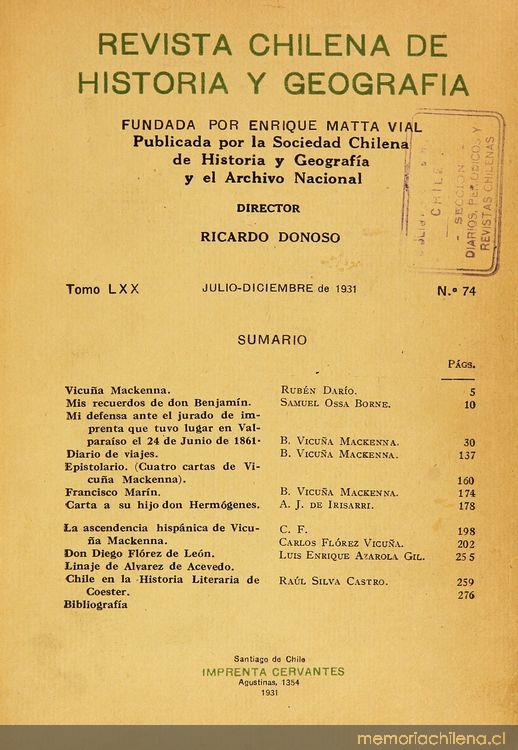 REVISTA CHILENA DE
HISTORIA Y GEOGRAFIA
FUNDADA POR ENRIQUE MATTA VIAL
Publicada por la Sociedad Chilena
de Historia y Geografía
y el Archivo Nacional
DIRECTOR
RICARDO DONOSO
CHILE
SECCION
DIARIOS, PERIODICOS Y
REVISTAS CHILENAS
Tomo LXX JULIO-DICIEMBRE de 1931 N.º 74
SUMARIO
PÁGS.
Vicuña Mackenna. RUBÉN DARÍO. 5
Mis recuerdos de don Benjamín. SAMUEL OSSA BORNE. 10
Mi defensa ante el jurado de im-
prenta que tuvo lugar en Val-
paraíso el 24 de Junio de 1861. B. VICUÑA MACKENNA. 30
Diario de viajes. B. VICUÑA MACKENNA. 137
Epistolario. (Cuatro cartas de Vi-
cuña Mackenna). 160
Francisco Marín. B. VICUÑA MACKENNA. 174
Carta a su hijo don Hermógenes. A. J. DE IRISARRI. 178
La ascendencia hispánica de Vicu- C. F. 198
ña Mackenna. CARLOS FLÓREZ VICUÑA. 202
Don Diego Flórez de León. LUIS ENRIQUE AZAROLA GIL. 255
Linaje de Alvarez de Acevedo.
Chile en la Historia Literaria de RAÚL SILVA CASTRO. 259
Coester. 276
Bibliografía
Santiago de Chile
IMPRENTA CERVANTES
Agustinas, 1354
1931
memoriachilena.cl